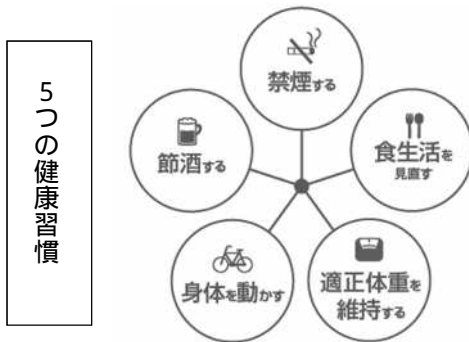 5つの健康習慣
禁煙する
食生活を
見直す
適正体重を
維持する
身体を動かす
節酒する